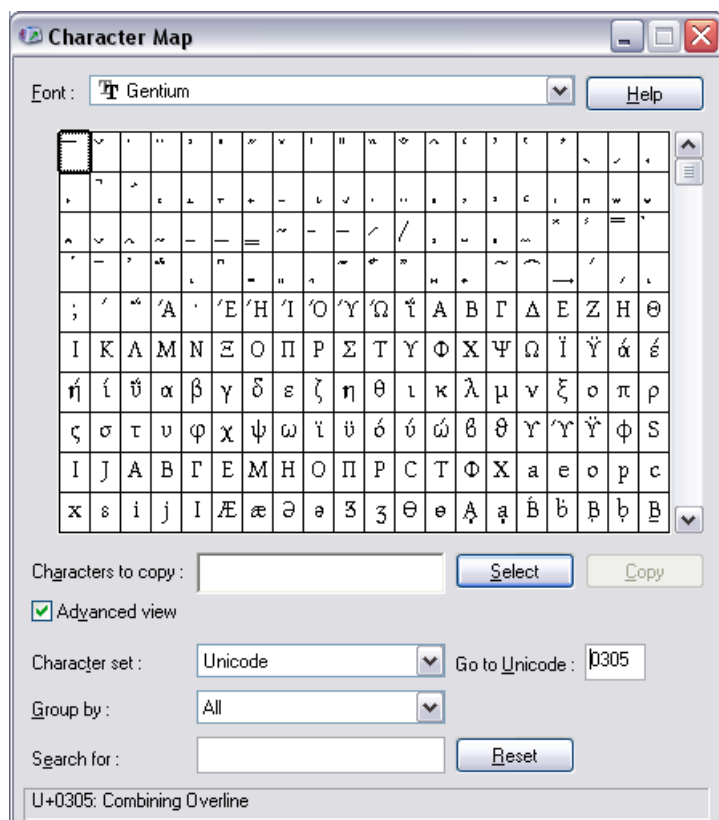 Character Map
Font : Gentium Help
; ΄ ΅ Ά · Έ Ή Ί Ό Ύ Ώ ΐ Α Β Γ Δ Ε Ζ Η Θ
Ι Κ Λ Μ Ν Ξ Ο Π Ρ Σ Τ Υ Φ Χ Ψ Ω Ϊ Ϋ ά έ
ή ί ΰ α β γ δ ε ζ η θ ι κ λ μ ν ξ ο π ρ
ς σ τ υ φ χ ψ ω ϊ ϋ ό ύ ώ ϐ ϑ ϒ ϓ ϔ ϕ Ѕ
І Ј А В Г Е М Н О П Р С Т Ф Х а е о р с
х ѕ і ј Ӏ Ӕ ӕ Ә ә Ӡ ӡ Ө ө Ḁ ḁ Ḃ ḃ Ḅ ḅ Ḇ
Characters to copy : Select Copy
Advanced view
Character set : Unicode Go to Unicode : 0305
Group by : All
Search for : Reset
U+0305: Combining Overline